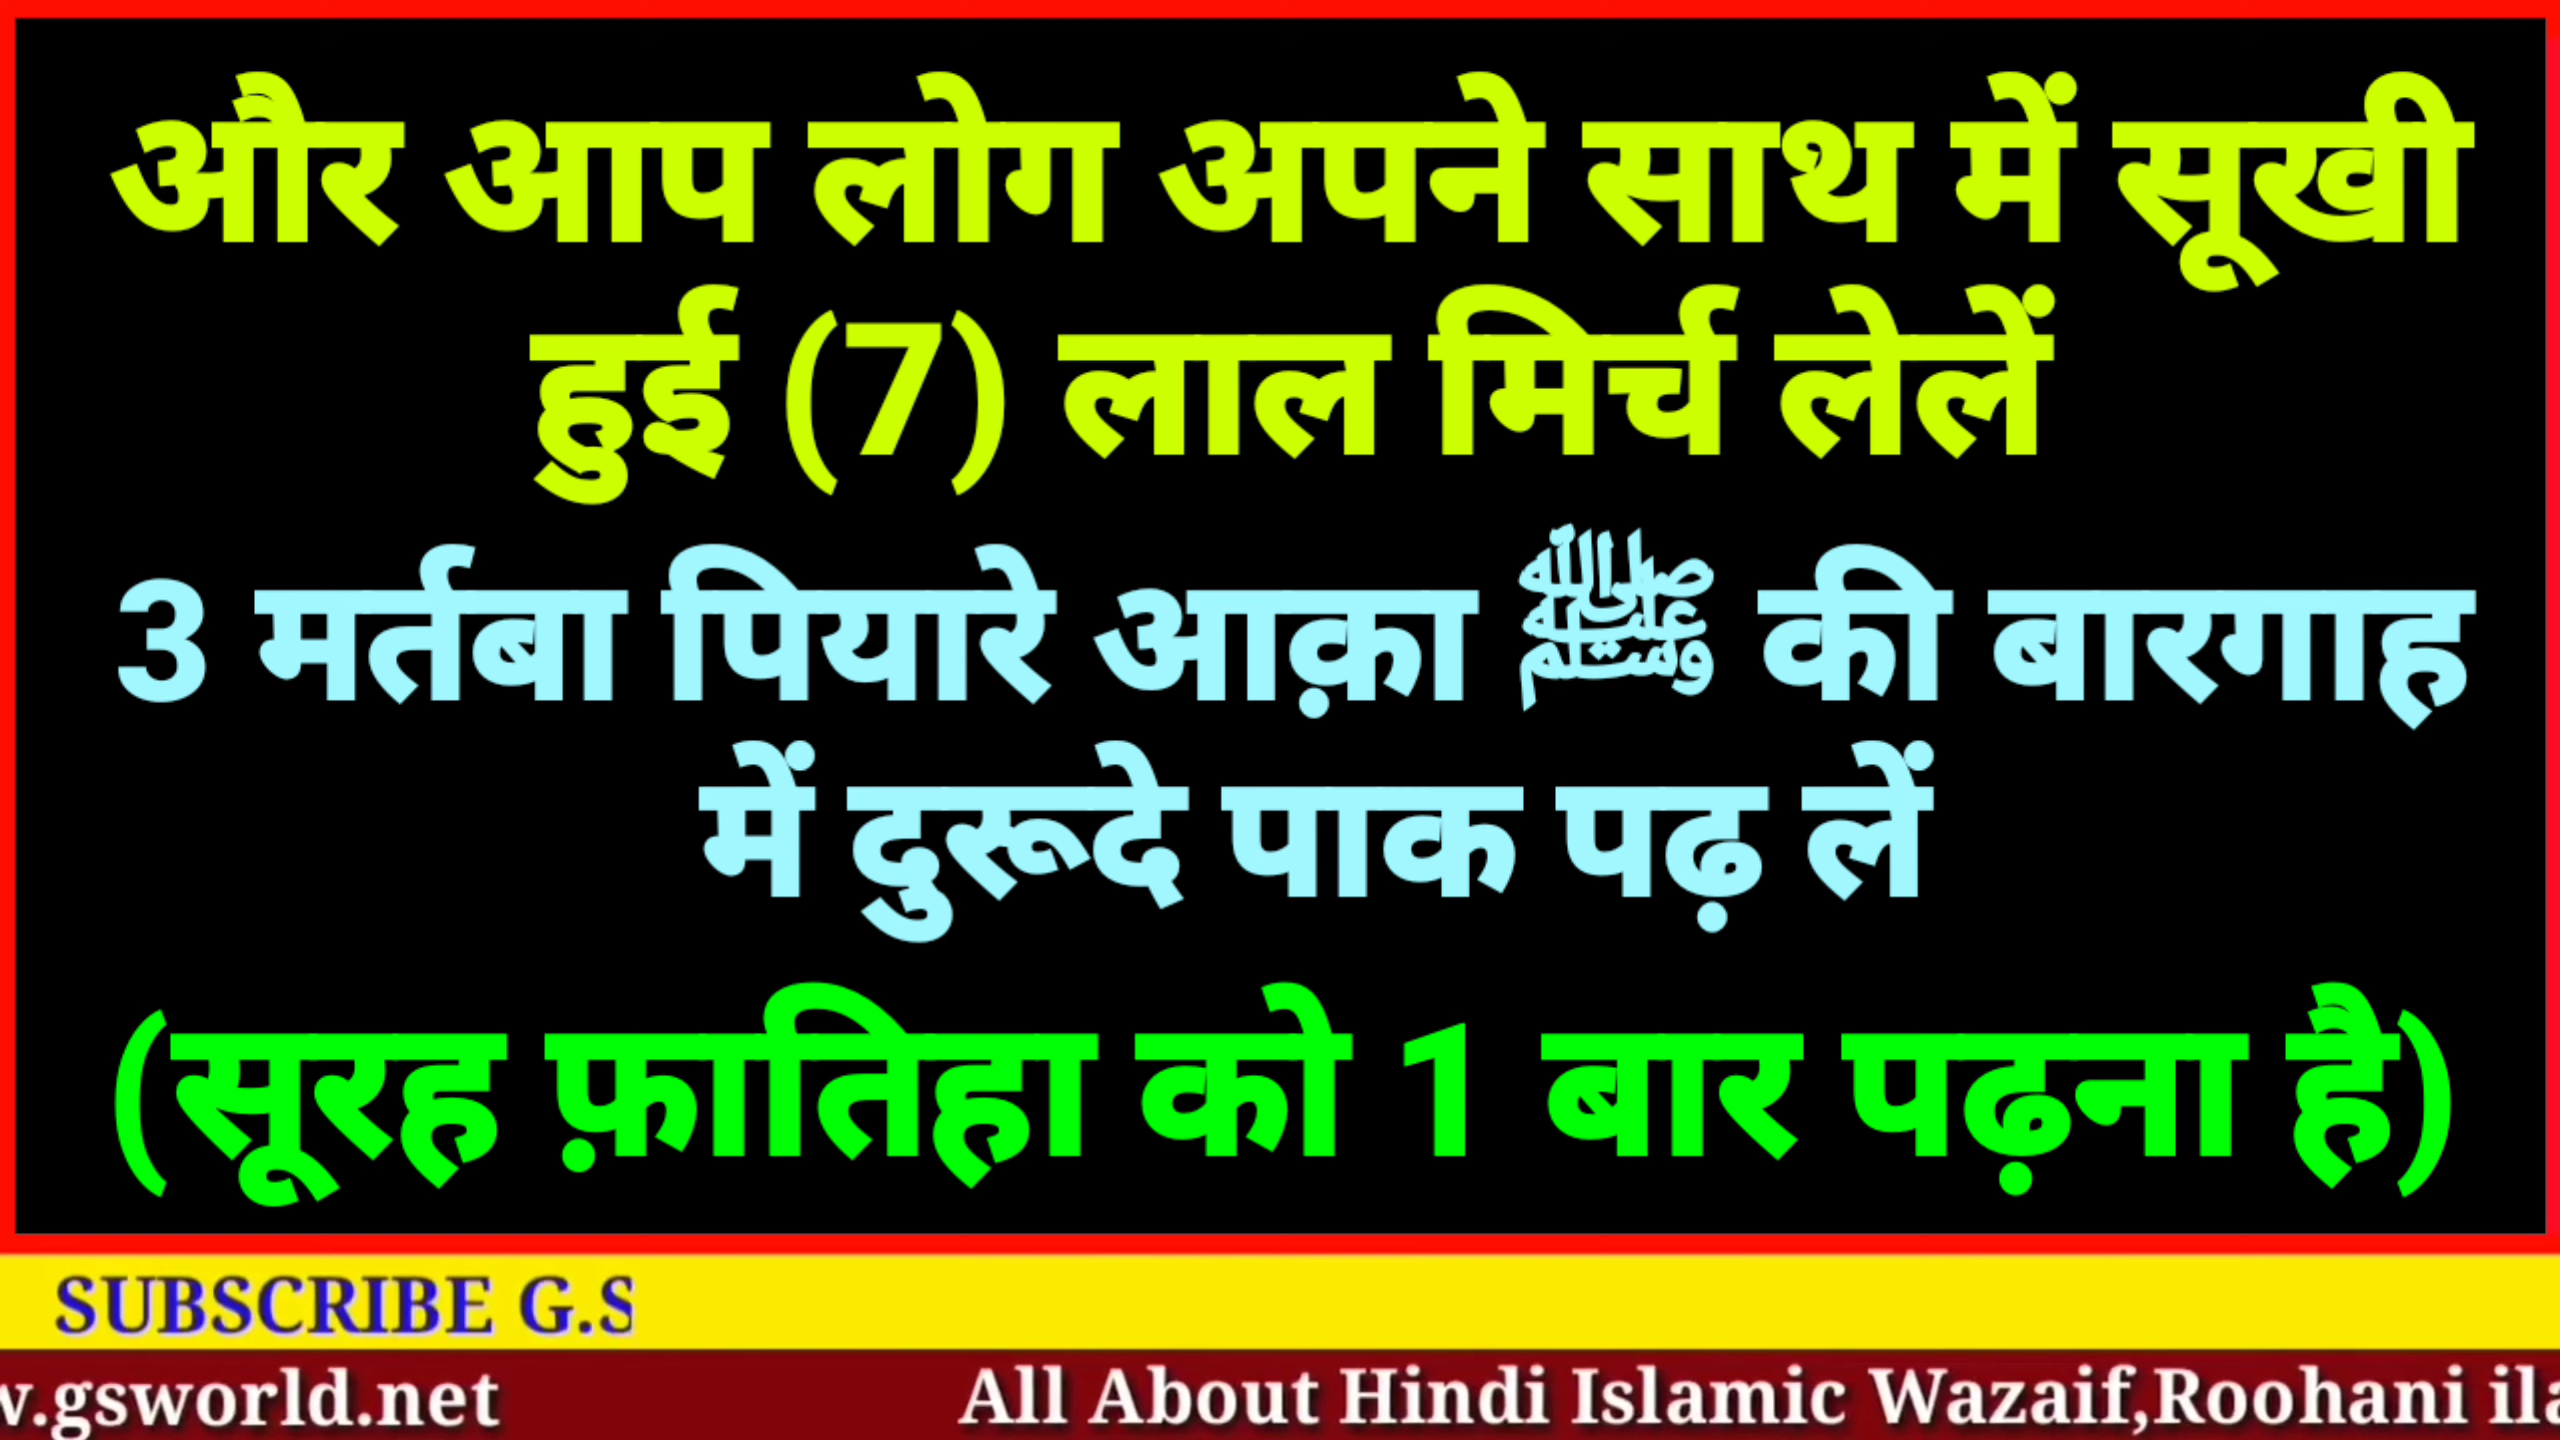 और आप लोग अपने साथ में सूखी
हुई (7) लाल मिर्च लेलें
3 मर्तबा पियारे आक़ा ﷺ की बारगाह
में दुरूदे पाक पढ़ लें
(सूरह फ़ातिहा को 1 बार पढ़ना है)
SUBSCRIBE G.S
w.gsworld.net All About Hindi Islamic Wazaif,Roohani ila